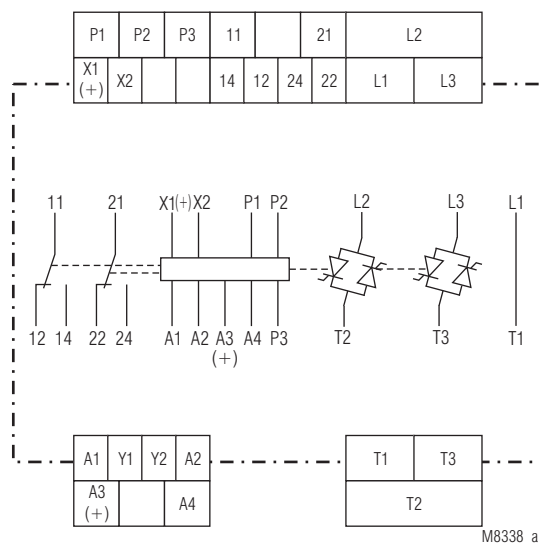 P1 P2 P3 11 21 L2
X1 (+) X2 14 12 24 22 L1 L3
11 21 X1(+) X2 P1 P2 L2 L3 L1
12 14 22 24 A1 A2 A3 (+) A4 P3 T2 T3 T1
A1 Y1 Y2 A2 T1 T3
A3 (+) A4 T2
M8338_a